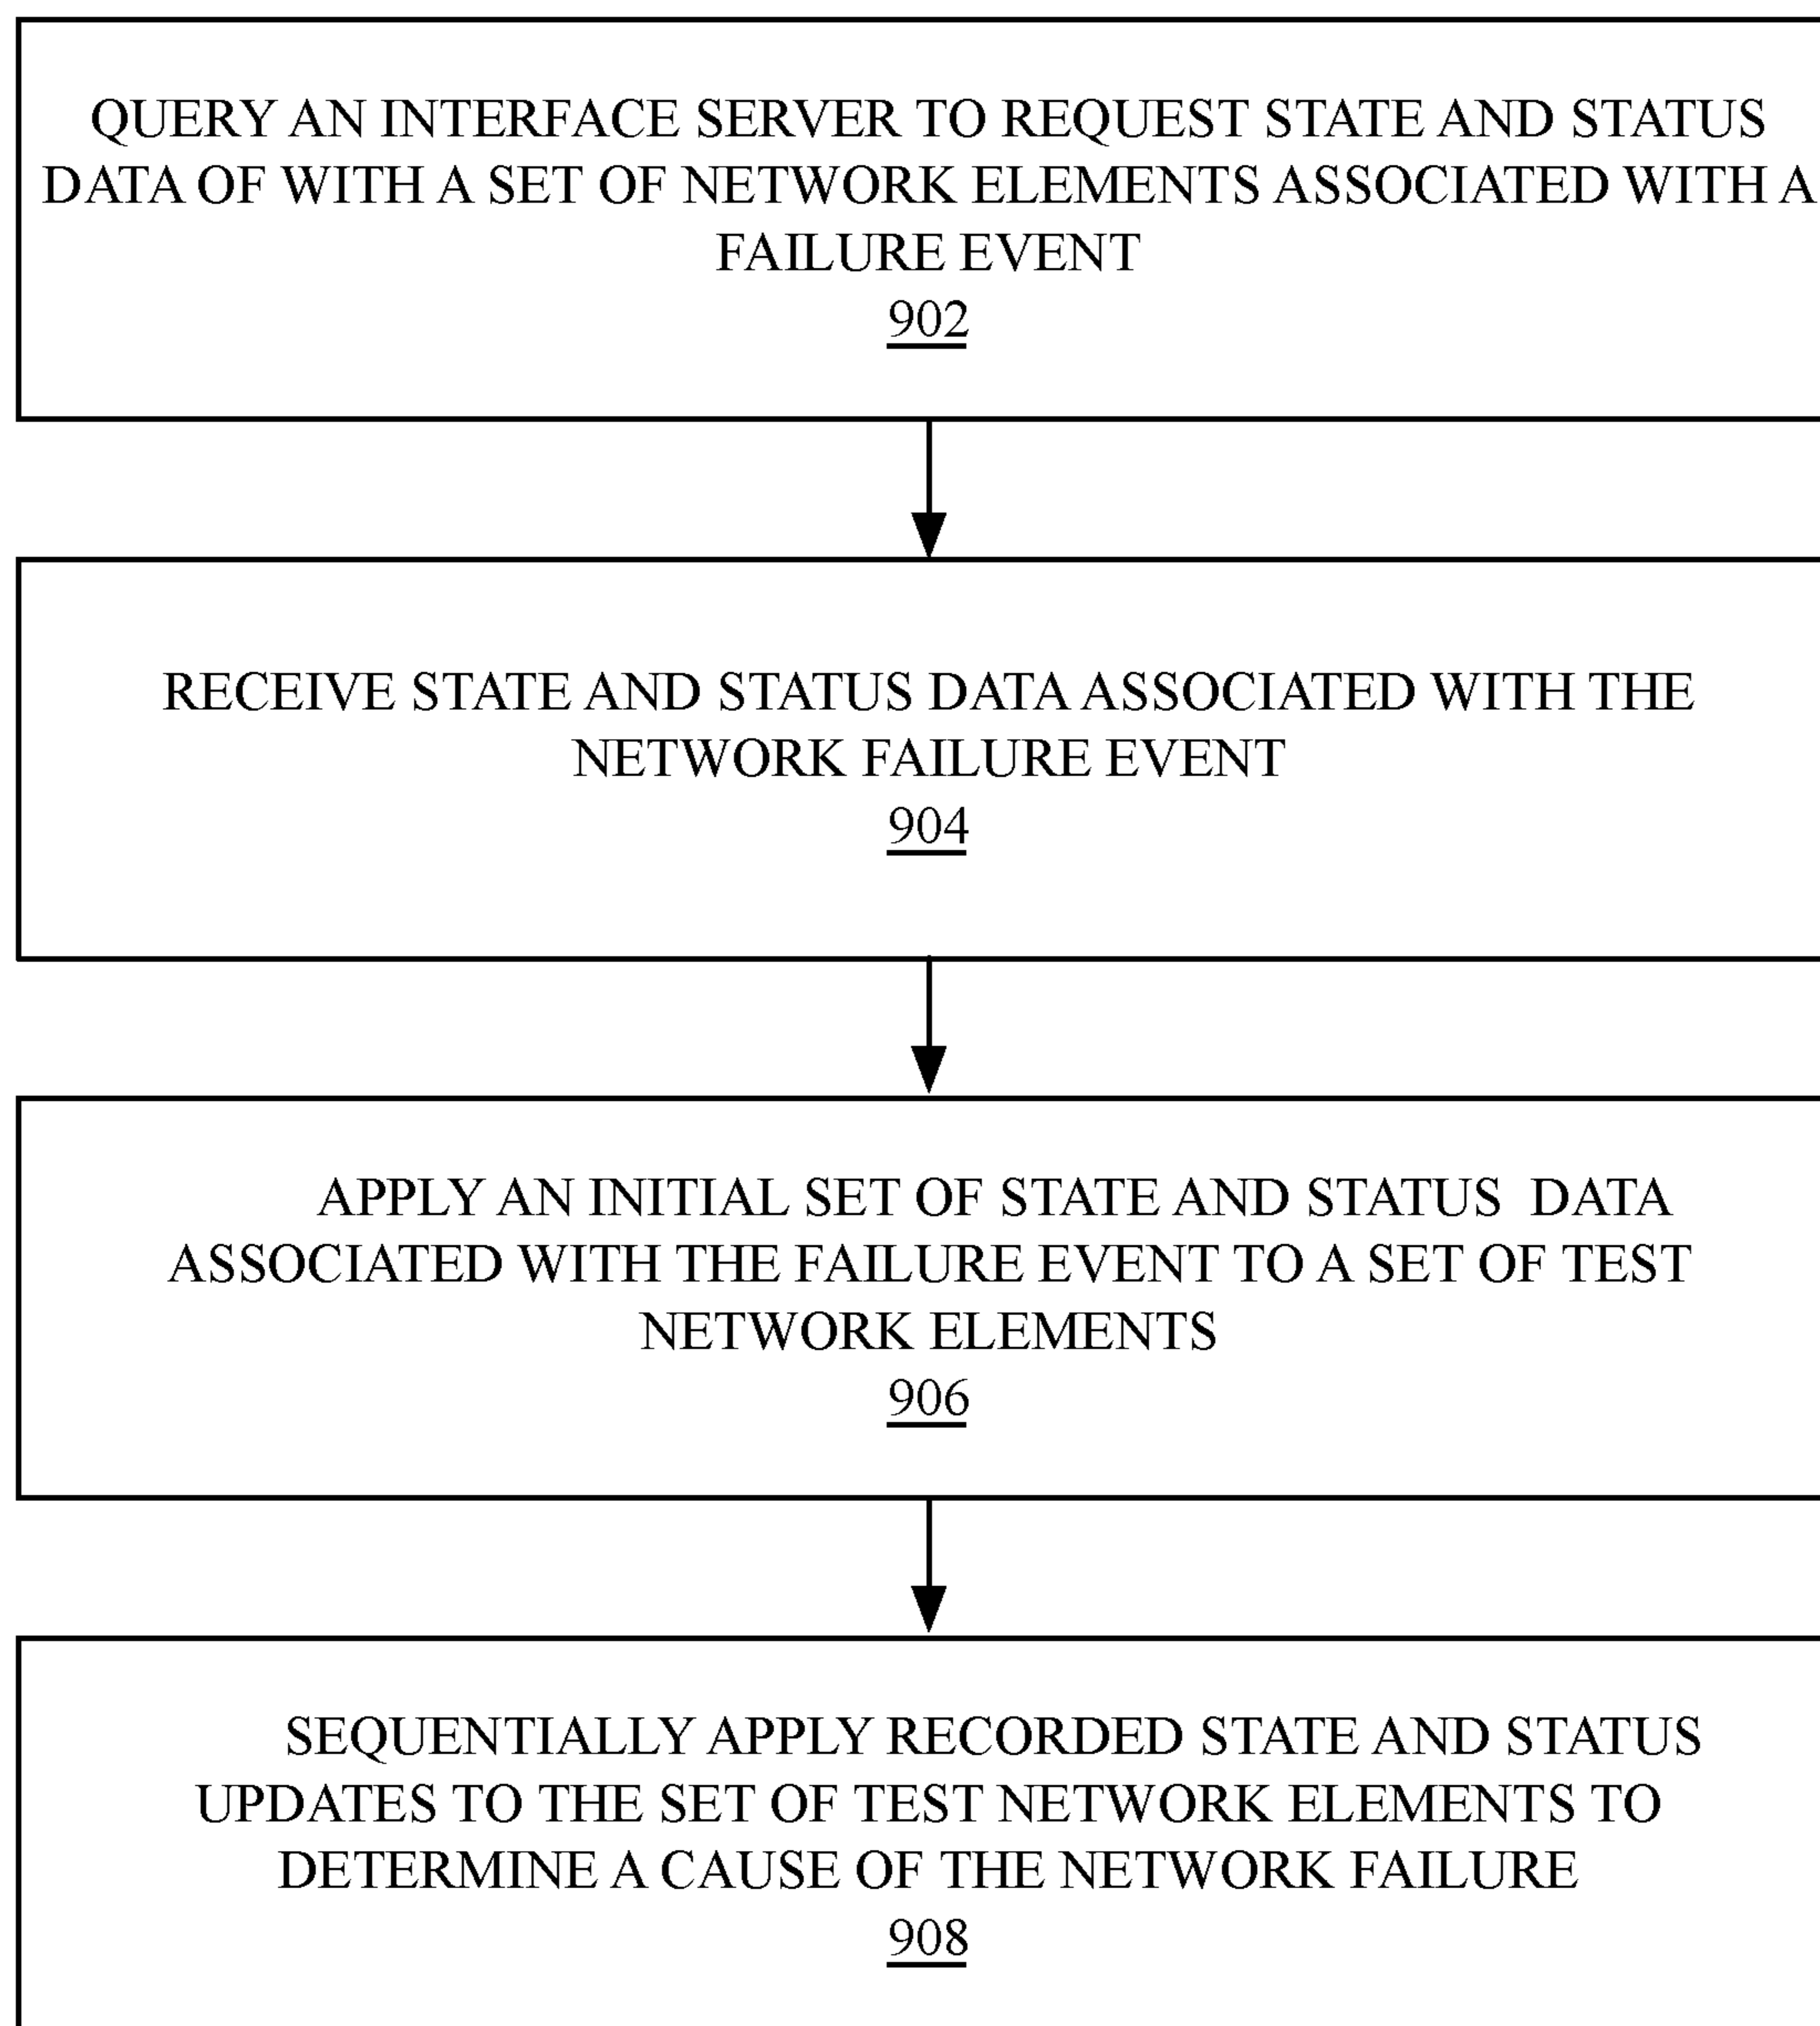 QUERY AN INTERFACE SERVER TO REQUEST STATE AND STATUS
DATA OF WITH A SET OF NETWORK ELEMENTS ASSOCIATED WITH A
FAILURE EVENT
902
RECEIVE STATE AND STATUS DATA ASSOCIATED WITH THE
NETWORK FAILURE EVENT
904
APPLY AN INITIAL SET OF STATE AND STATUS DATA
ASSOCIATED WITH THE FAILURE EVENT TO A SET OF TEST
NETWORK ELEMENTS
906
SEQUENTIALLY APPLY RECORDED STATE AND STATUS
UPDATES TO THE SET OF TEST NETWORK ELEMENTS TO
DETERMINE A CAUSE OF THE NETWORK FAILURE
908